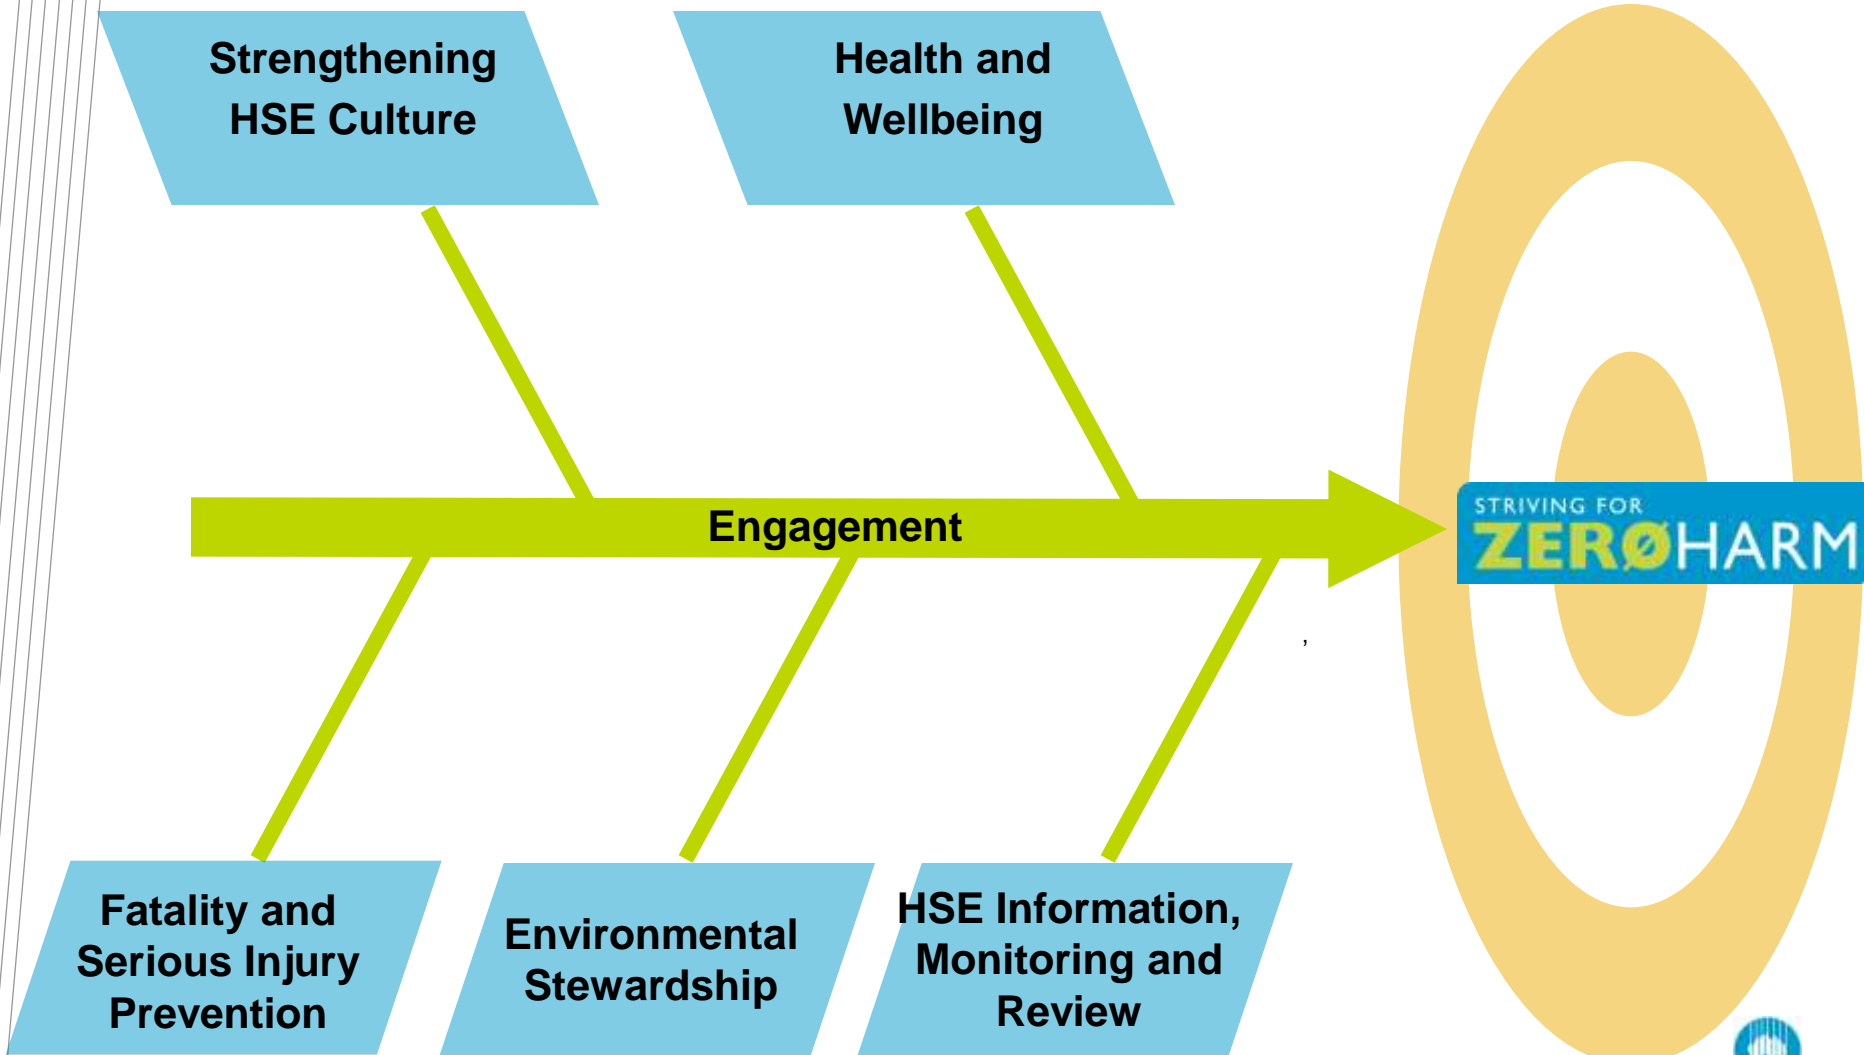 Strengthening
HSE Culture
Health and
Wellbeing
Engagement
STRIVING FOR
ZERØHARM
,
Fatality and
Serious Injury
Prevention
Environmental
Stewardship
HSE Information,
Monitoring and
Review